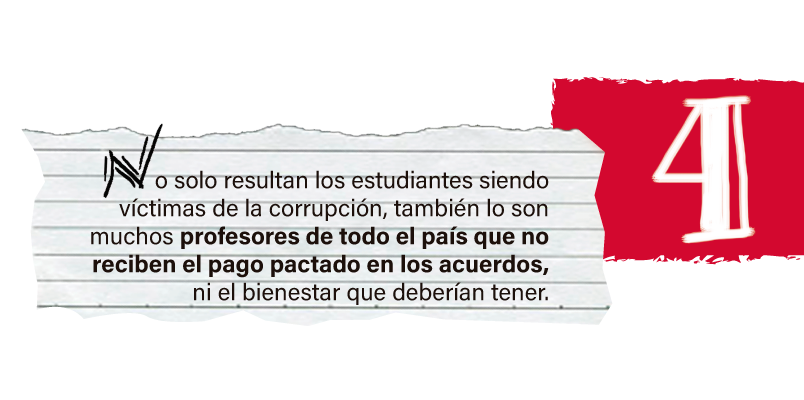 No solo resultan los estudiantes siendo
víctimas de la corrupción, también lo son
muchos profesores de todo el país que no
reciben el pago pactado en los acuerdos,
ni el bienestar que deberían tener.
4